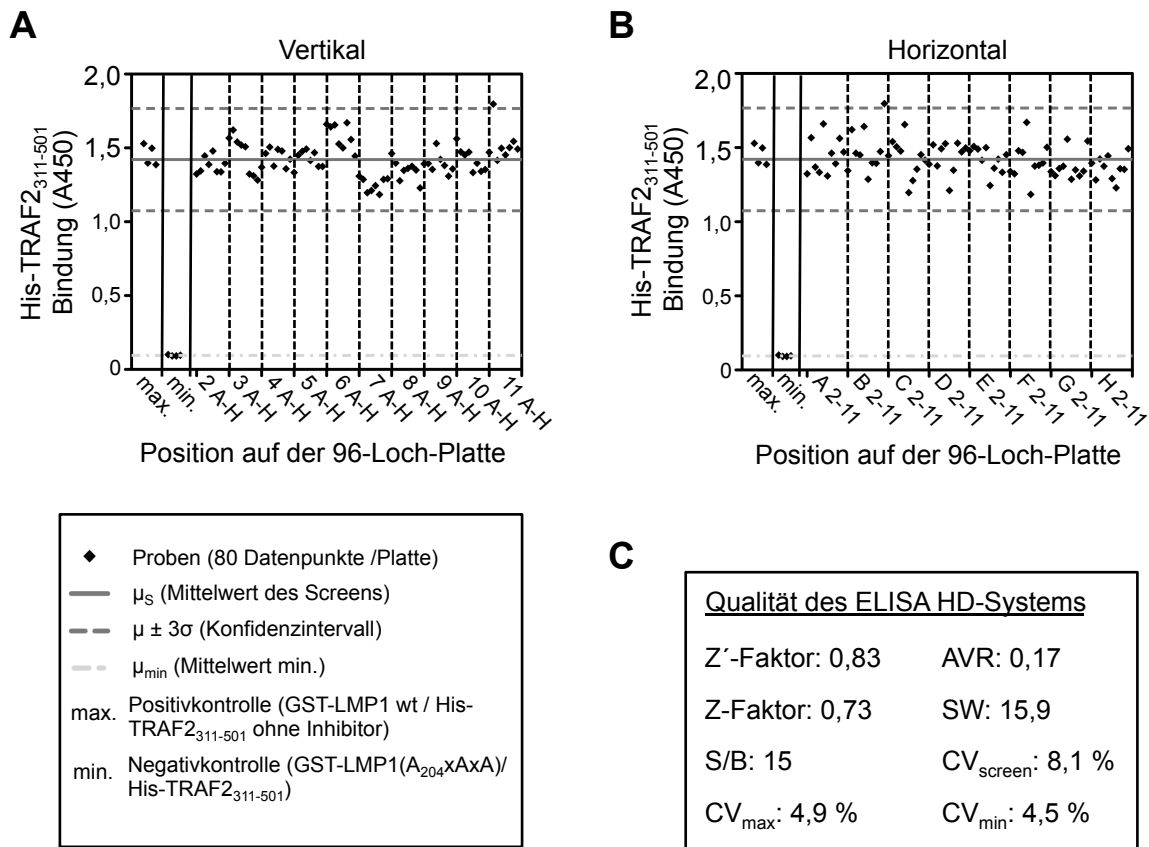 A
Vertikal
His-TRAF2311-501
Bindung (A450)
2,0
1,5
1,0
0,5
0
max.
min.
2 A-H
3 A-H
4 A-H
5 A-H
6 A-H
7 A-H
8 A-H
9 A-H
10 A-H
11 A-H
Position auf der 96-Loch-Platte
B
Horizontal
His-TRAF2311-501
Bindung (A450)
2,0
1,5
1,0
0,5
0
max.
min.
A 2-11
B 2-11
C 2-11
D 2-11
E 2-11
F 2-11
G 2-11
H 2-11
Position auf der 96-Loch-Platte
Proben (80 Datenpunkte /Platte)
μS (Mittelwert des Screens)
μ ± 3σ (Konfidenzintervall)
μmin (Mittelwert min.)
max. Positivkontrolle (GST-LMP1 wt / His-
TRAF2311-501 ohne Inhibitor)
min. Negativkontrolle (GST-LMP1(A204xAxA)/
His-TRAF2311-501)
C
Qualität des ELISA HD-Systems
Z´-Faktor: 0,83 AVR: 0,17
Z-Faktor: 0,73 SW: 15,9
S/B: 15 CVscreen: 8,1 %
CVmax: 4,9 % CVmin: 4,5 %